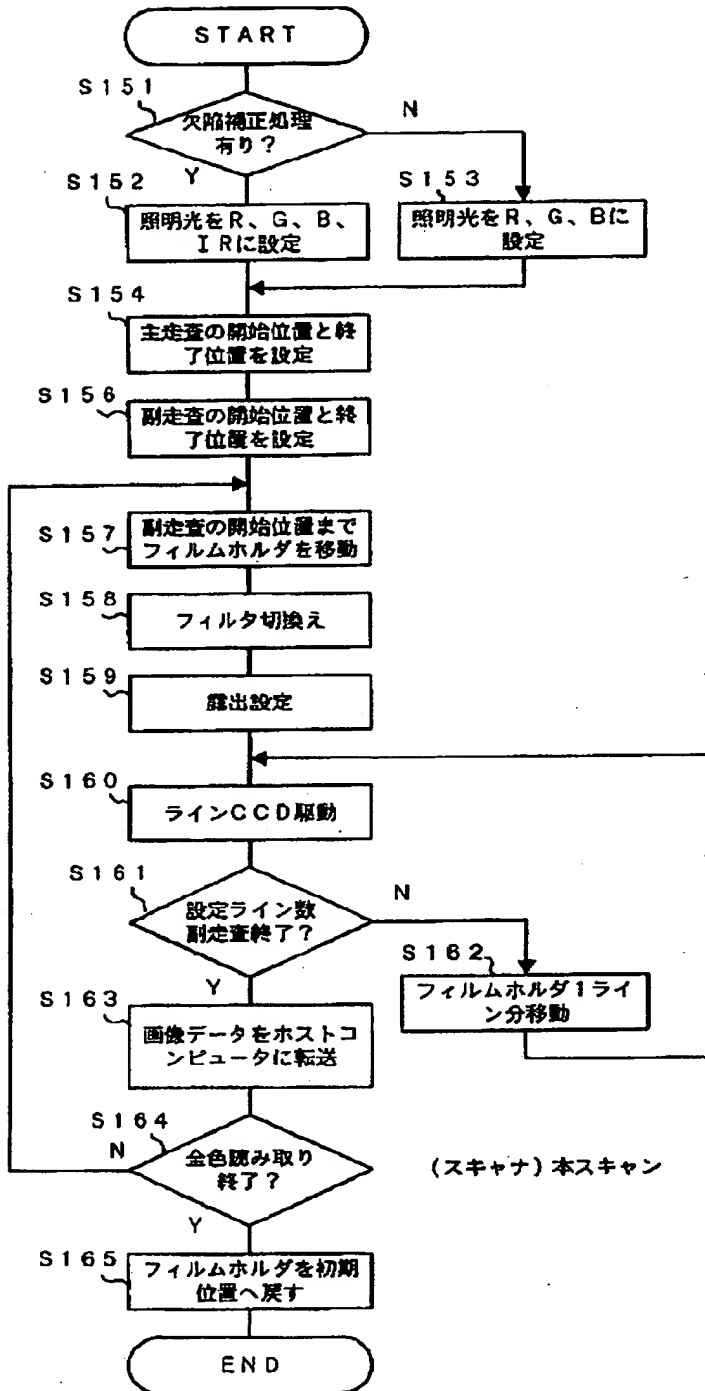 START
S151
欠陥補正処理
有り?
N
Y
S152
照明光をR、G、B、
IRに設定
S153
照明光をR、G、Bに
設定
S154
主走査の開始位置と終
了位置を設定
S156
副走査の開始位置と終
了位置を設定
S157
副走査の開始位置まで
フィルムホルダを移動
S158
フィルタ切換え
S159
露出設定
S160
ラインCCD駆動
S161
設定ライン数
副走査終了?
N
Y
S162
フィルムホルダ1ライ
ン分移動
S163
画像データをホストコ
ンピュータに転送
S164
N
全色読み取り
終了?
Y
(スキャナ)本スキャン
S165
フィルムホルダを初期
位置へ戻す
END